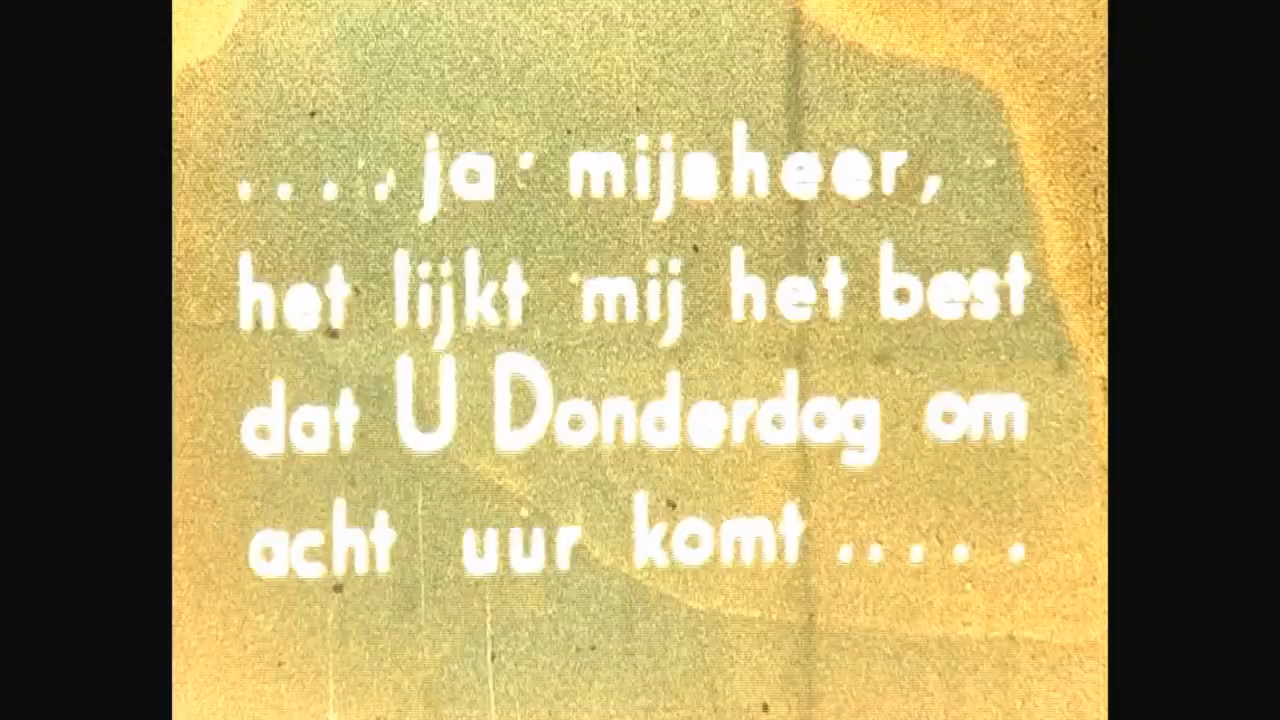 ....,ja' mijnheer,
het lijkt mij het best
dat U Donderdag om
acht uur komt.....